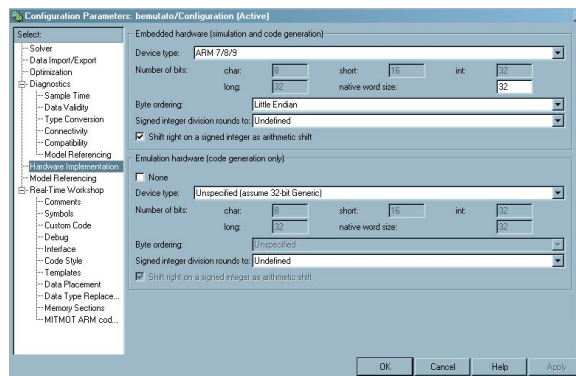 Configuration Parameters: bemutato/Configuration (Active)
Select:
Solver
Data Import/Export
Optimization
Diagnostics
Sample Time
Data Validity
Type Conversion
Connectivity
Compatibility
Model Referencing
Hardware Implementation
Model Referencing
Real-Time Workshop
Comments
Symbols
Custom Code
Debug
Interface
Code Style
Templates
Data Placement
Data Type Replace...
Memory Sections
MITMOT ARM cod...
Embedded hardware (simulation and code generation)
Device type: ARM 7/8/9
Number of bits: char: 8 short: 16 int: 32
long: 32 native word size: 32
Byte ordering: Little Endian
Signed integer division rounds to: Undefined
Shift right on a signed integer as arithmetic shift
Emulation hardware (code generation only)
None
Device type: Unspecified (assume 32-bit Generic)
Number of bits: char: 8 short: 16 int: 32
long: 32 native word size: 32
Byte ordering: Unspecified
Signed integer division rounds to: Undefined
Shift right on a signed integer as arithmetic shift
OK Cancel Help Apply